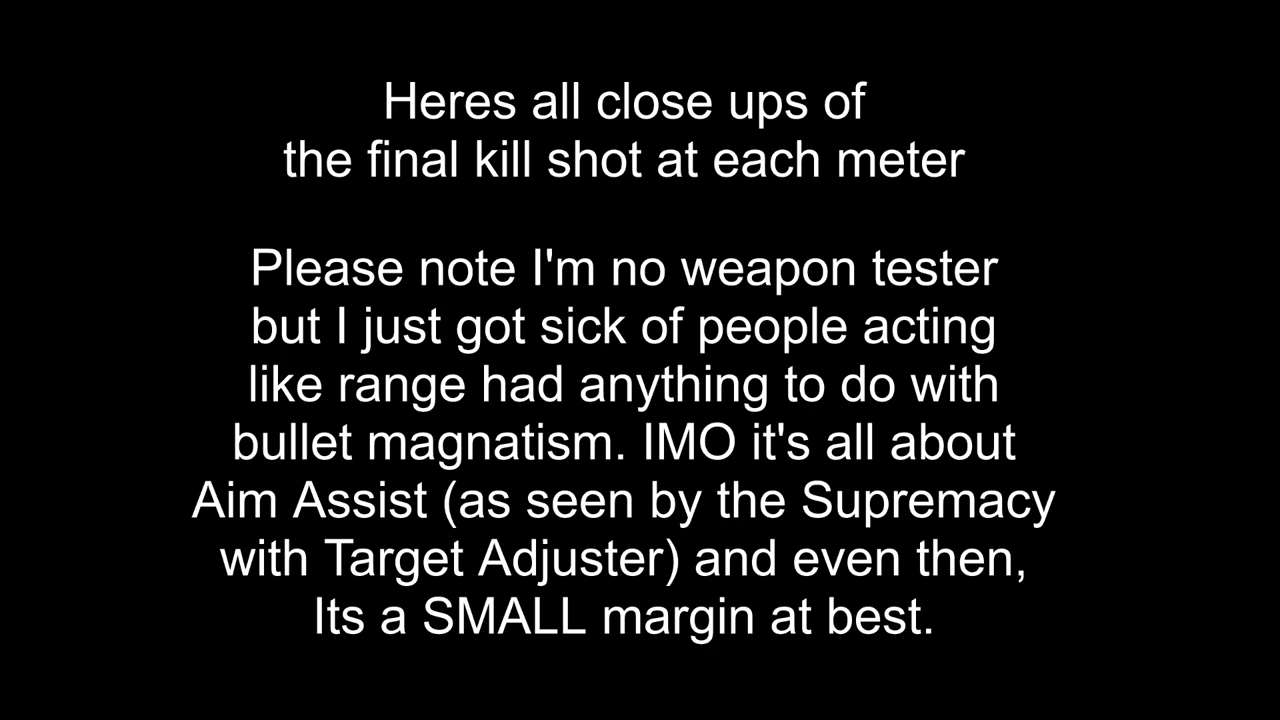 Heres all close ups of
the final kill shot at each meter
Please note I'm no weapon tester
but I just got sick of people acting
like range had anything to do with
bullet magnatism. IMO it's all about
Aim Assist (as seen by the Supremacy
with Target Adjuster) and even then,
Its a SMALL margin at best.